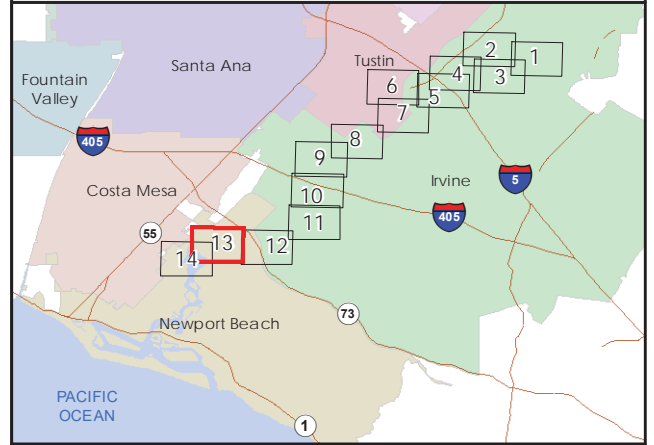 Santa Ana
Tustin
Fountain
Valley
2
1
4
3
6
5
7
405
8
9
Costa Mesa
Irvine
5
10
405
11
55
13
12
14
Newport Beach
73
PACIFIC
OCEAN
1